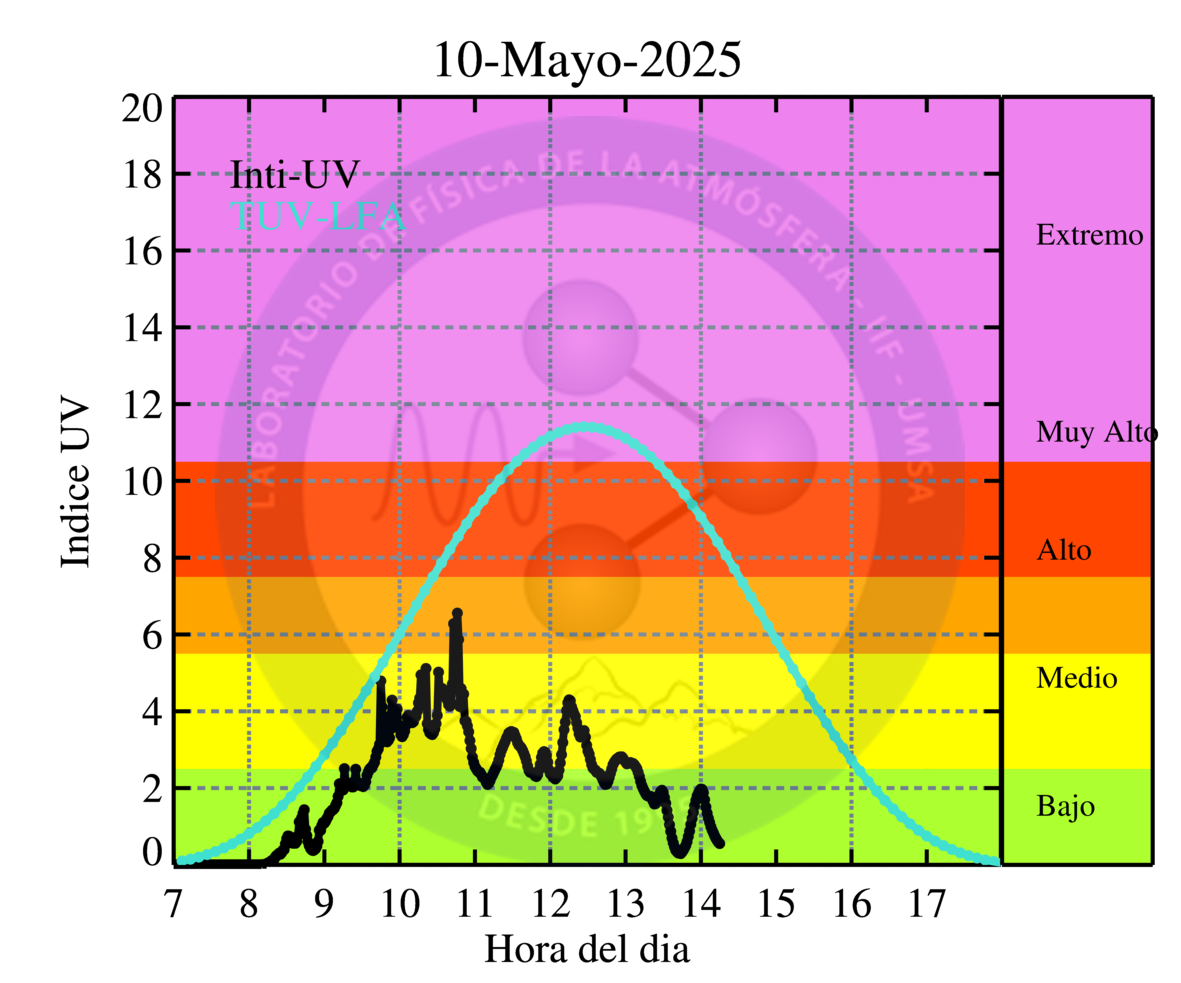 10-Mayo-2025
20
18
16
14
12
10
8
6
4
2
0
Indice UV
Inti-UV
TUV-LFA
LABORATORIO DE FÍSICA DE LA ATMÓSFERA - IIF - UMSA
DESDE 1968
Extremo
Muy Alto
Alto
Medio
Bajo
7 8 9 10 11 12 13 14 15 16 17
Hora del dia